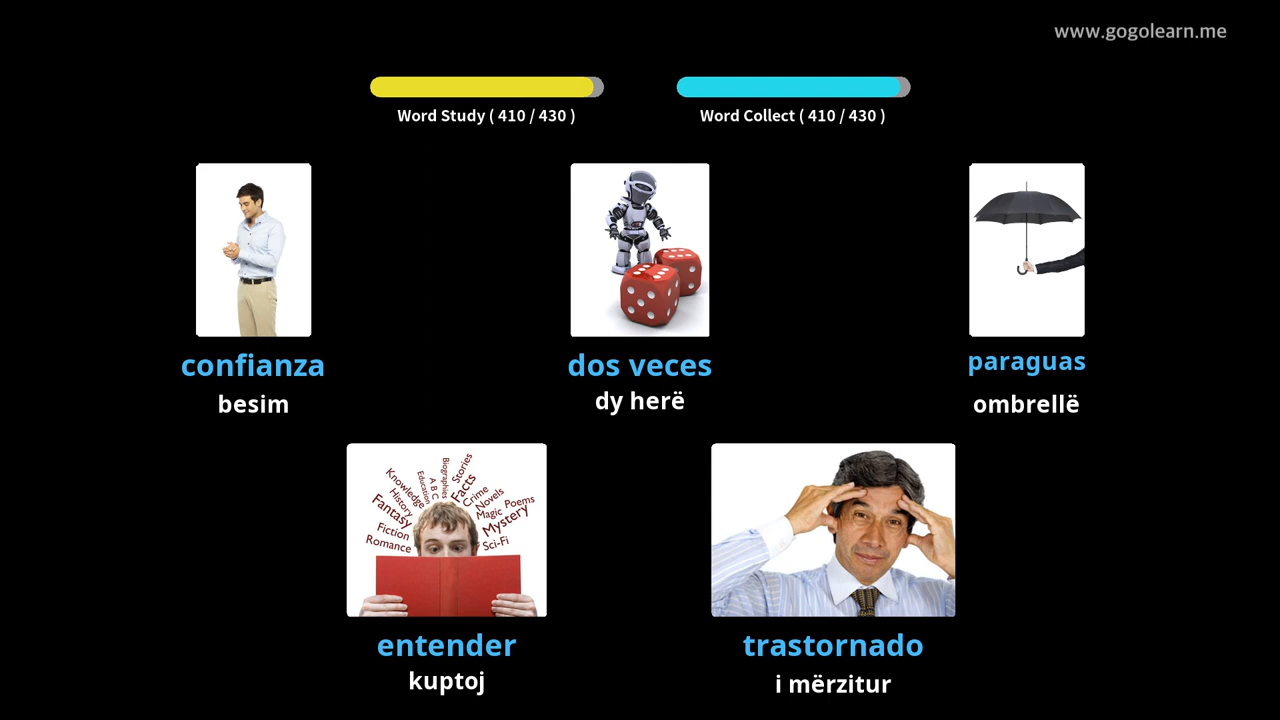 www.gogolearn.me
Word Study ( 410 / 430 )
Word Collect ( 410 / 430 )
confianza
besim
dos veces
dy herë
paraguas
ombrellë
Knowledge
History
Fantasy
Fiction
Romance
Education
A B C
Biographies
Stories
Facts
Crime
Novels
Magic
Poems
Mystery
Sci-Fi
entender
kuptoj
trastornado
i mërzitur